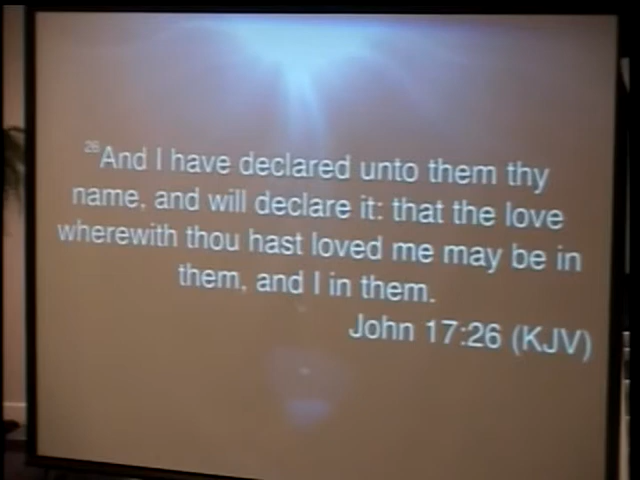 26And I have declared unto them thy
name, and will declare it: that the love
wherewith thou hast loved me may be in
them, and I in them.
John 17:26 (KJV)